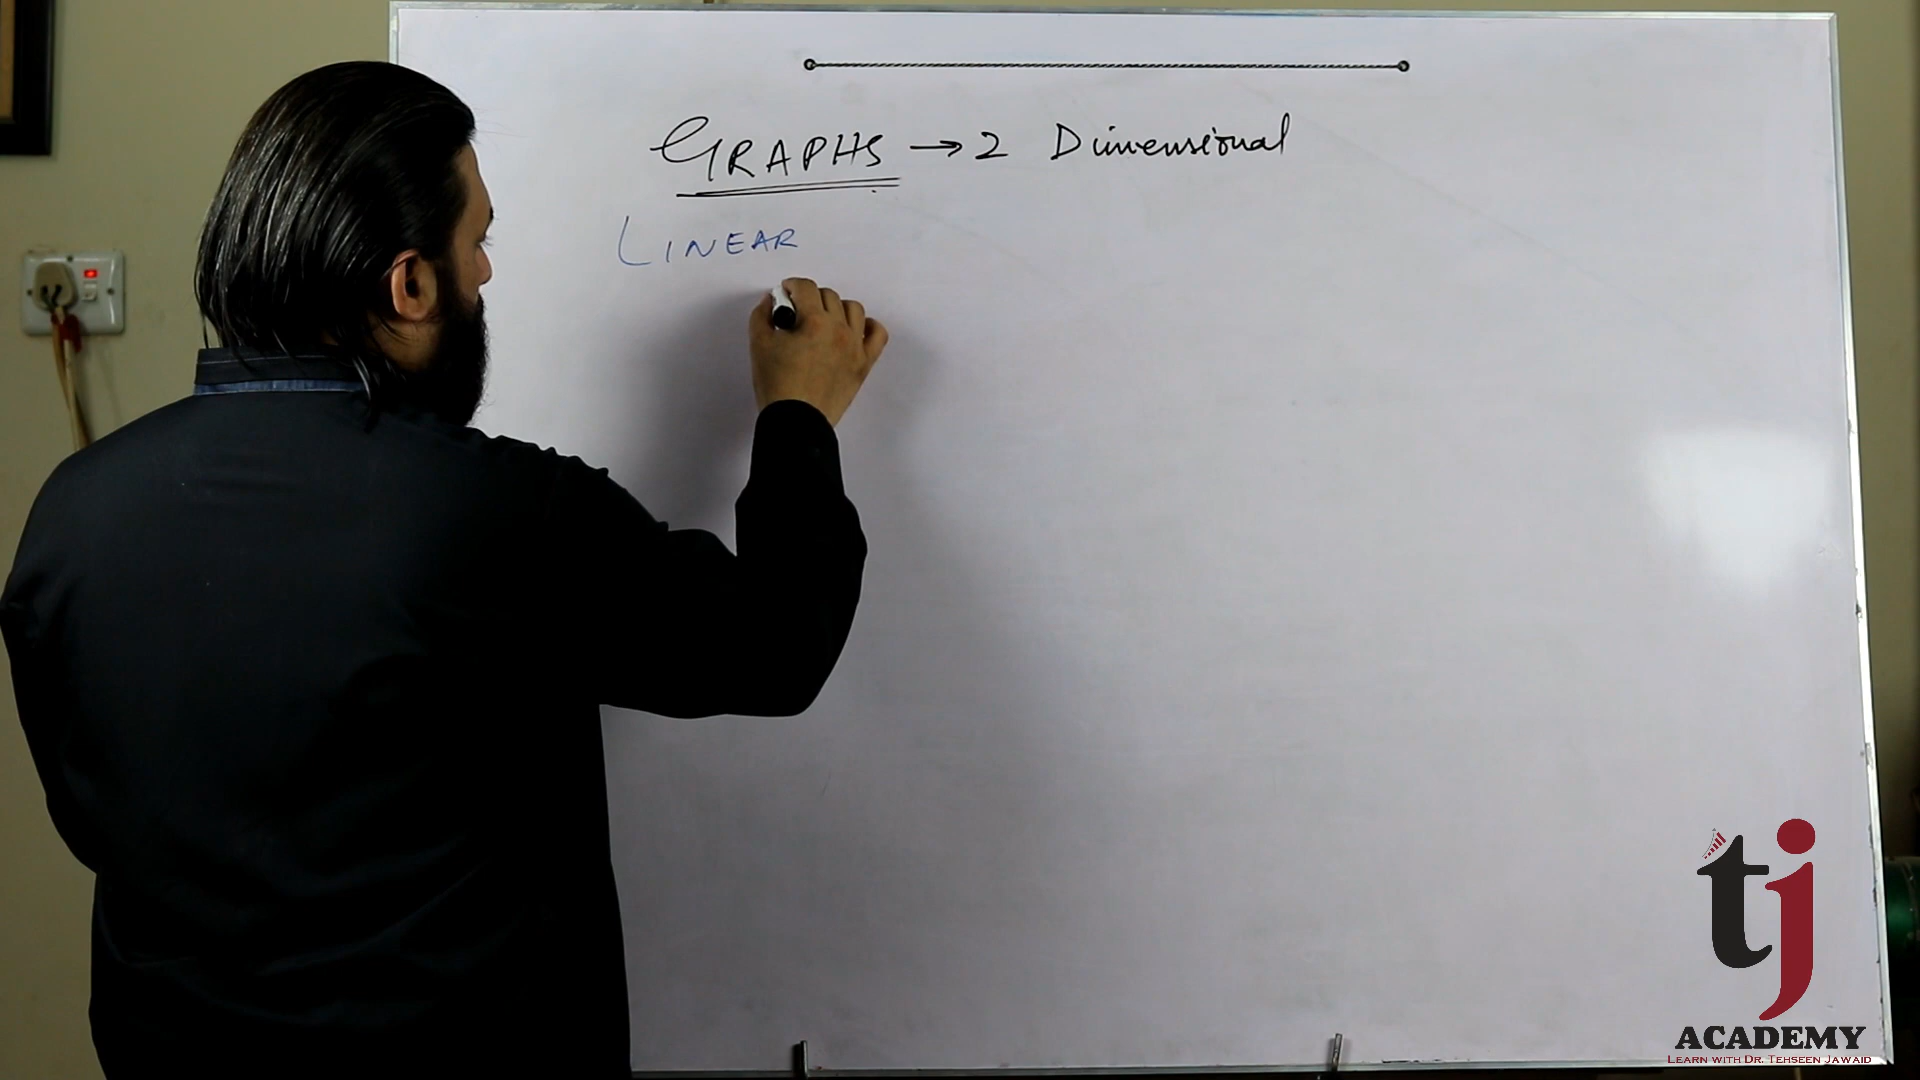 GRAPHS → 2 Dimensional
LINEAR
tj
ACADEMY
LEARN WITH DR. TEHSEEN JAWAID